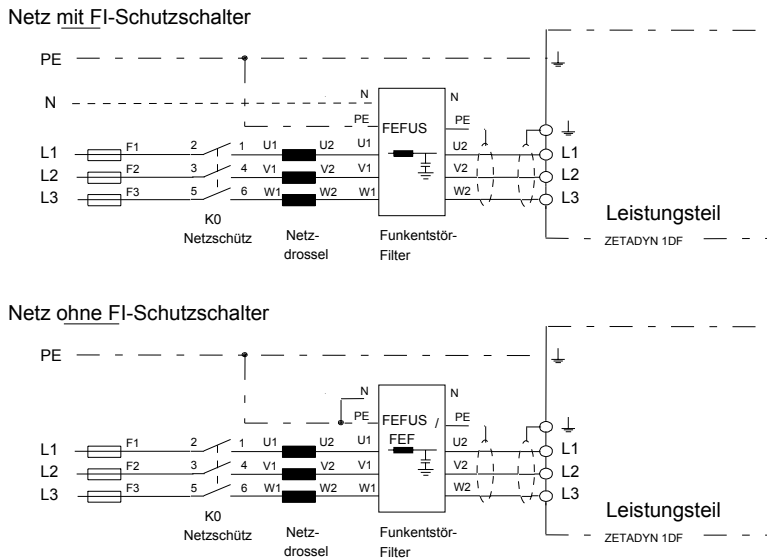 Netz mit FI-Schutzschalter
PE
N
N
N
PE
FEFUS
PE
L1
F1
2
1
U1
U2
U1
U2
L1
L2
F2
3
4
V1
V2
V1
V2
L2
L3
F3
5
6
W1
W2
W1
W2
L3
K0
Netzschütz
Netz-
drossel
Funkentstör-
Filter
Leistungsteil
ZETADYN 1DF
Netz ohne FI-Schutzschalter
PE
N
N
PE
FEFUS /
FEF
PE
L1
F1
2
1
U1
U2
U1
U2
L1
L2
F2
3
4
V1
V2
V1
V2
L2
L3
F3
5
6
W1
W2
W1
W2
L3
K0
Netzschütz
Netz-
drossel
Funkentstör-
Filter
Leistungsteil
ZETADYN 1DF